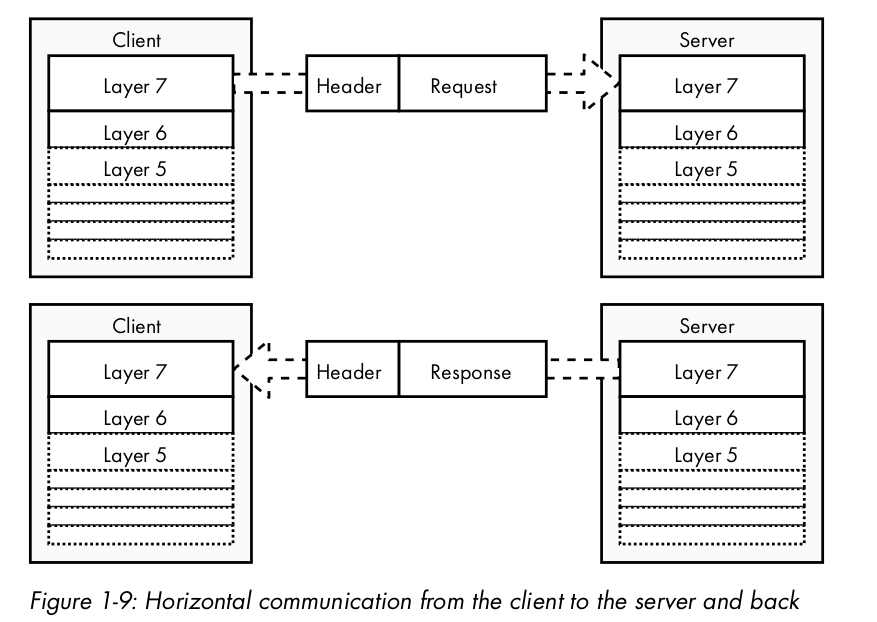 Client
Server
Layer 7
Header
Request
Layer 7
Layer 6
Layer 6
Layer 5
Layer 5
Client
Server
Layer 7
Header
Response
Layer 7
Layer 6
Layer 6
Layer 5
Layer 5
Figure 1-9: Horizontal communication from the client to the server and back